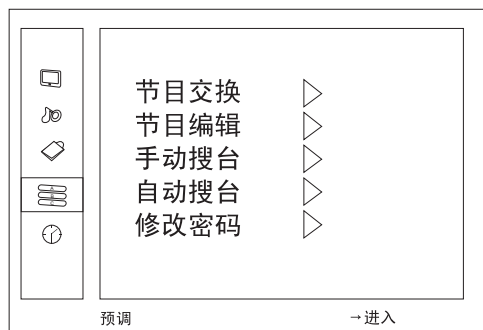 节目交换
节目编辑
手动搜台
自动搜台
修改密码
预调 →进入